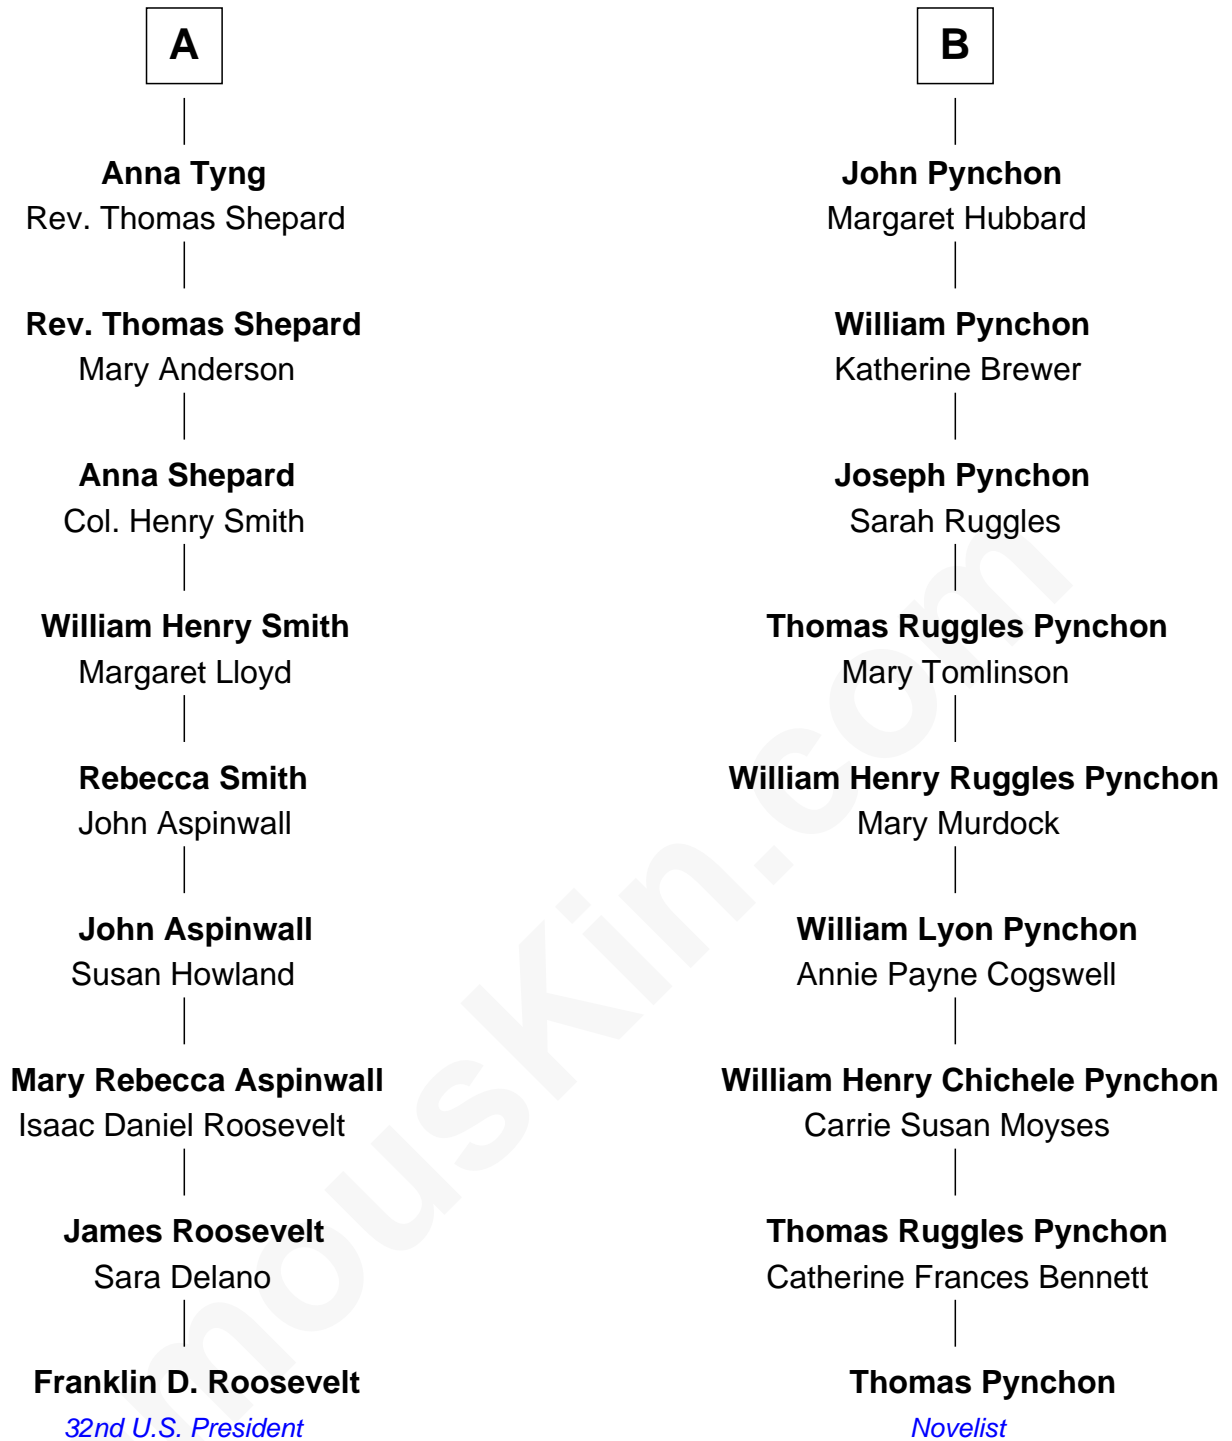 A
Anna Tyng
Rev. Thomas Shepard
Rev. Thomas Shepard
Mary Anderson
Anna Shepard
Col. Henry Smith
William Henry Smith
Margaret Lloyd
Rebecca Smith
John Aspinwall
John Aspinwall
Susan Howland
Mary Rebecca Aspinwall
Isaac Daniel Roosevelt
James Roosevelt
Sara Delano
Franklin D. Roosevelt
32nd U.S. President
B
John Pynchon
Margaret Hubbard
William Pynchon
Katherine Brewer
Joseph Pynchon
Sarah Ruggles
Thomas Ruggles Pynchon
Mary Tomlinson
William Henry Ruggles Pynchon
Mary Murdock
William Lyon Pynchon
Annie Payne Cogswell
William Henry Chichele Pynchon
Carrie Susan Moyses
Thomas Ruggles Pynchon
Catherine Frances Bennett
Thomas Pynchon
Novelist
mousKin.com